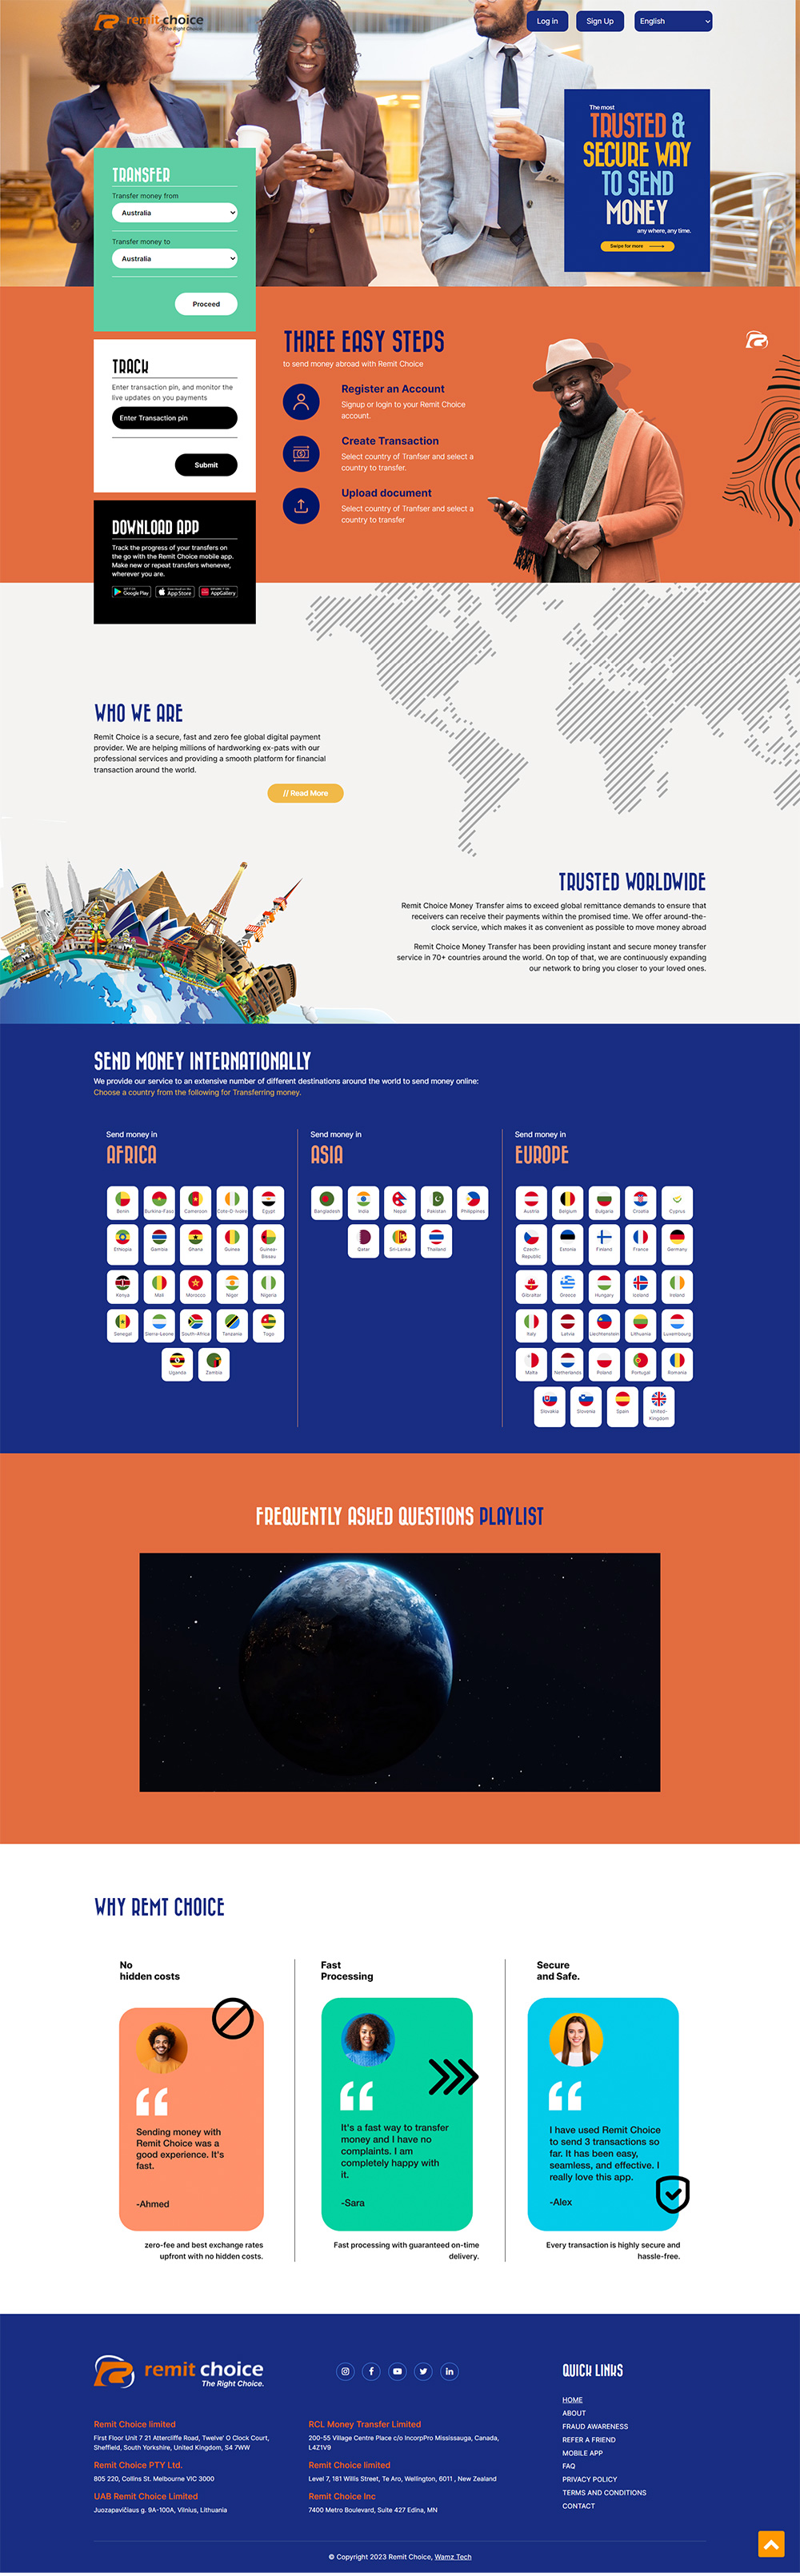 remit choice
The Right Choice.
Log in
Sign Up
English
The most
TRUSTED &
SECURE WAY
TO SEND
MONEY
any where, any time.
Swipe for more
TRANSFER
Transfer money from
Australia
Transfer money to
Australia
Proceed
TRACK
Enter transaction pin, and monitor the
live updates on you payments
Enter Transaction pin
Submit
DOWNLOAD APP
Track the progress of your transfers on
the go with the Remit Choice mobile app.
Make new or repeat transfers whenever,
wherever you are.
Google Play
App Store
AppGallery
THREE EASY STEPS
to send money abroad with Remit Choice
Register an Account
Signup or login to your Remit Choice
account.
Create Transaction
Select country of Tranfser and select a
country to transfer.
Upload document
Select country of Tranfser and select a
country to transfer
WHO WE ARE
Remit Choice is a secure, fast and zero fee global digital payment
provider. We are helping millions of hardworking ex-pats with our
professional services and providing a smooth platform for financial
transaction around the world.
// Read More
TRUSTED WORLDWIDE
Remit Choice Money Transfer aims to exceed global remittance demands to ensure that
receivers can receive their payments within the promised time. We offer around-the-
clock service, which makes it as convenient as possible to move money abroad
Remit Choice Money Transfer has been providing instant and secure money transfer
service in 70+ countries around the world. On top of that, we are continuously expanding
our network to bring you closer to your loved ones.
SEND MONEY INTERNATIONALLY
We provide our service to an extensive number of different destinations around the world to send money online:
Choose a country from the following for Transferring money.
Send money in
AFRICA
Benin
Burkina-Faso
Cameroon
Cote-D-Ivoire
Egypt
Ethiopia
Gambia
Ghana
Guinea
Guinea-
Bissau
Kenya
Mali
Morocco
Niger
Nigeria
Senegal
Sierra-Leone
South-Africa
Tanzania
Togo
Uganda
Zambia
Send money in
ASIA
Bangladesh
India
Nepal
Pakistan
Philippines
Qatar
Sri-Lanka
Thailand
Send money in
EUROPE
Austria
Belgium
Bulgaria
Croatia
Cyprus
Czech-
Republic
Estonia
Finland
France
Germany
Gibraltar
Greece
Hungary
Iceland
Ireland
Italy
Latvia
Liechtenstein
Lithuania
Luxembourg
Malta
Netherlands
Poland
Portugal
Romania
Slovakia
Slovenia
Spain
United-
Kingdom
FREQUENTLY ASKED QUESTIONS PLAYLIST
WHY REMT CHOICE
No
hidden costs
Sending money with
Remit Choice was a
good experience. It's
fast.
-Ahmed
zero-fee and best exchange rates
upfront with no hidden costs.
Fast
Processing
It's a fast way to transfer
money and I have no
complaints. I am
completely happy with
it.
-Sara
Fast processing with guaranteed on-time
delivery.
Secure
and Safe.
I have used Remit Choice
to send 3 transactions so
far. It has been easy,
seamless, and effective. I
really love this app.
-Alex
Every transaction is highly secure and
hassle-free.
remit choice
The Right Choice.
Remit Choice limited
First Floor Unit 7 21 Attercliffe Road, Twelve' O Clock Court,
Sheffield, South Yorkshire, United Kingdom, S4 7WW
Remit Choice PTY Ltd.
805 220, Collins St. Melbourne VIC 3000
UAB Remit Choice Limited
Juozapavičiaus g. 9A-100A, Vilnius, Lithuania
RCL Money Transfer Limited
200-55 Village Centre Place c/o IncorpPro Mississauga, Canada,
L4Z1V9
Remit Choice limited
Level 7, 181 Willis Street, Te Aro, Wellington, 6011 , New Zealand
Remit Choice Inc
7400 Metro Boulevard, Suite 427 Edina, MN
QUICK LINKS
HOME
ABOUT
FRAUD AWARENESS
REFER A FRIEND
MOBILE APP
FAQ
PRIVACY POLICY
TERMS AND CONDITIONS
CONTACT
© Copyright 2023 Remit Choice, Wamz Tech